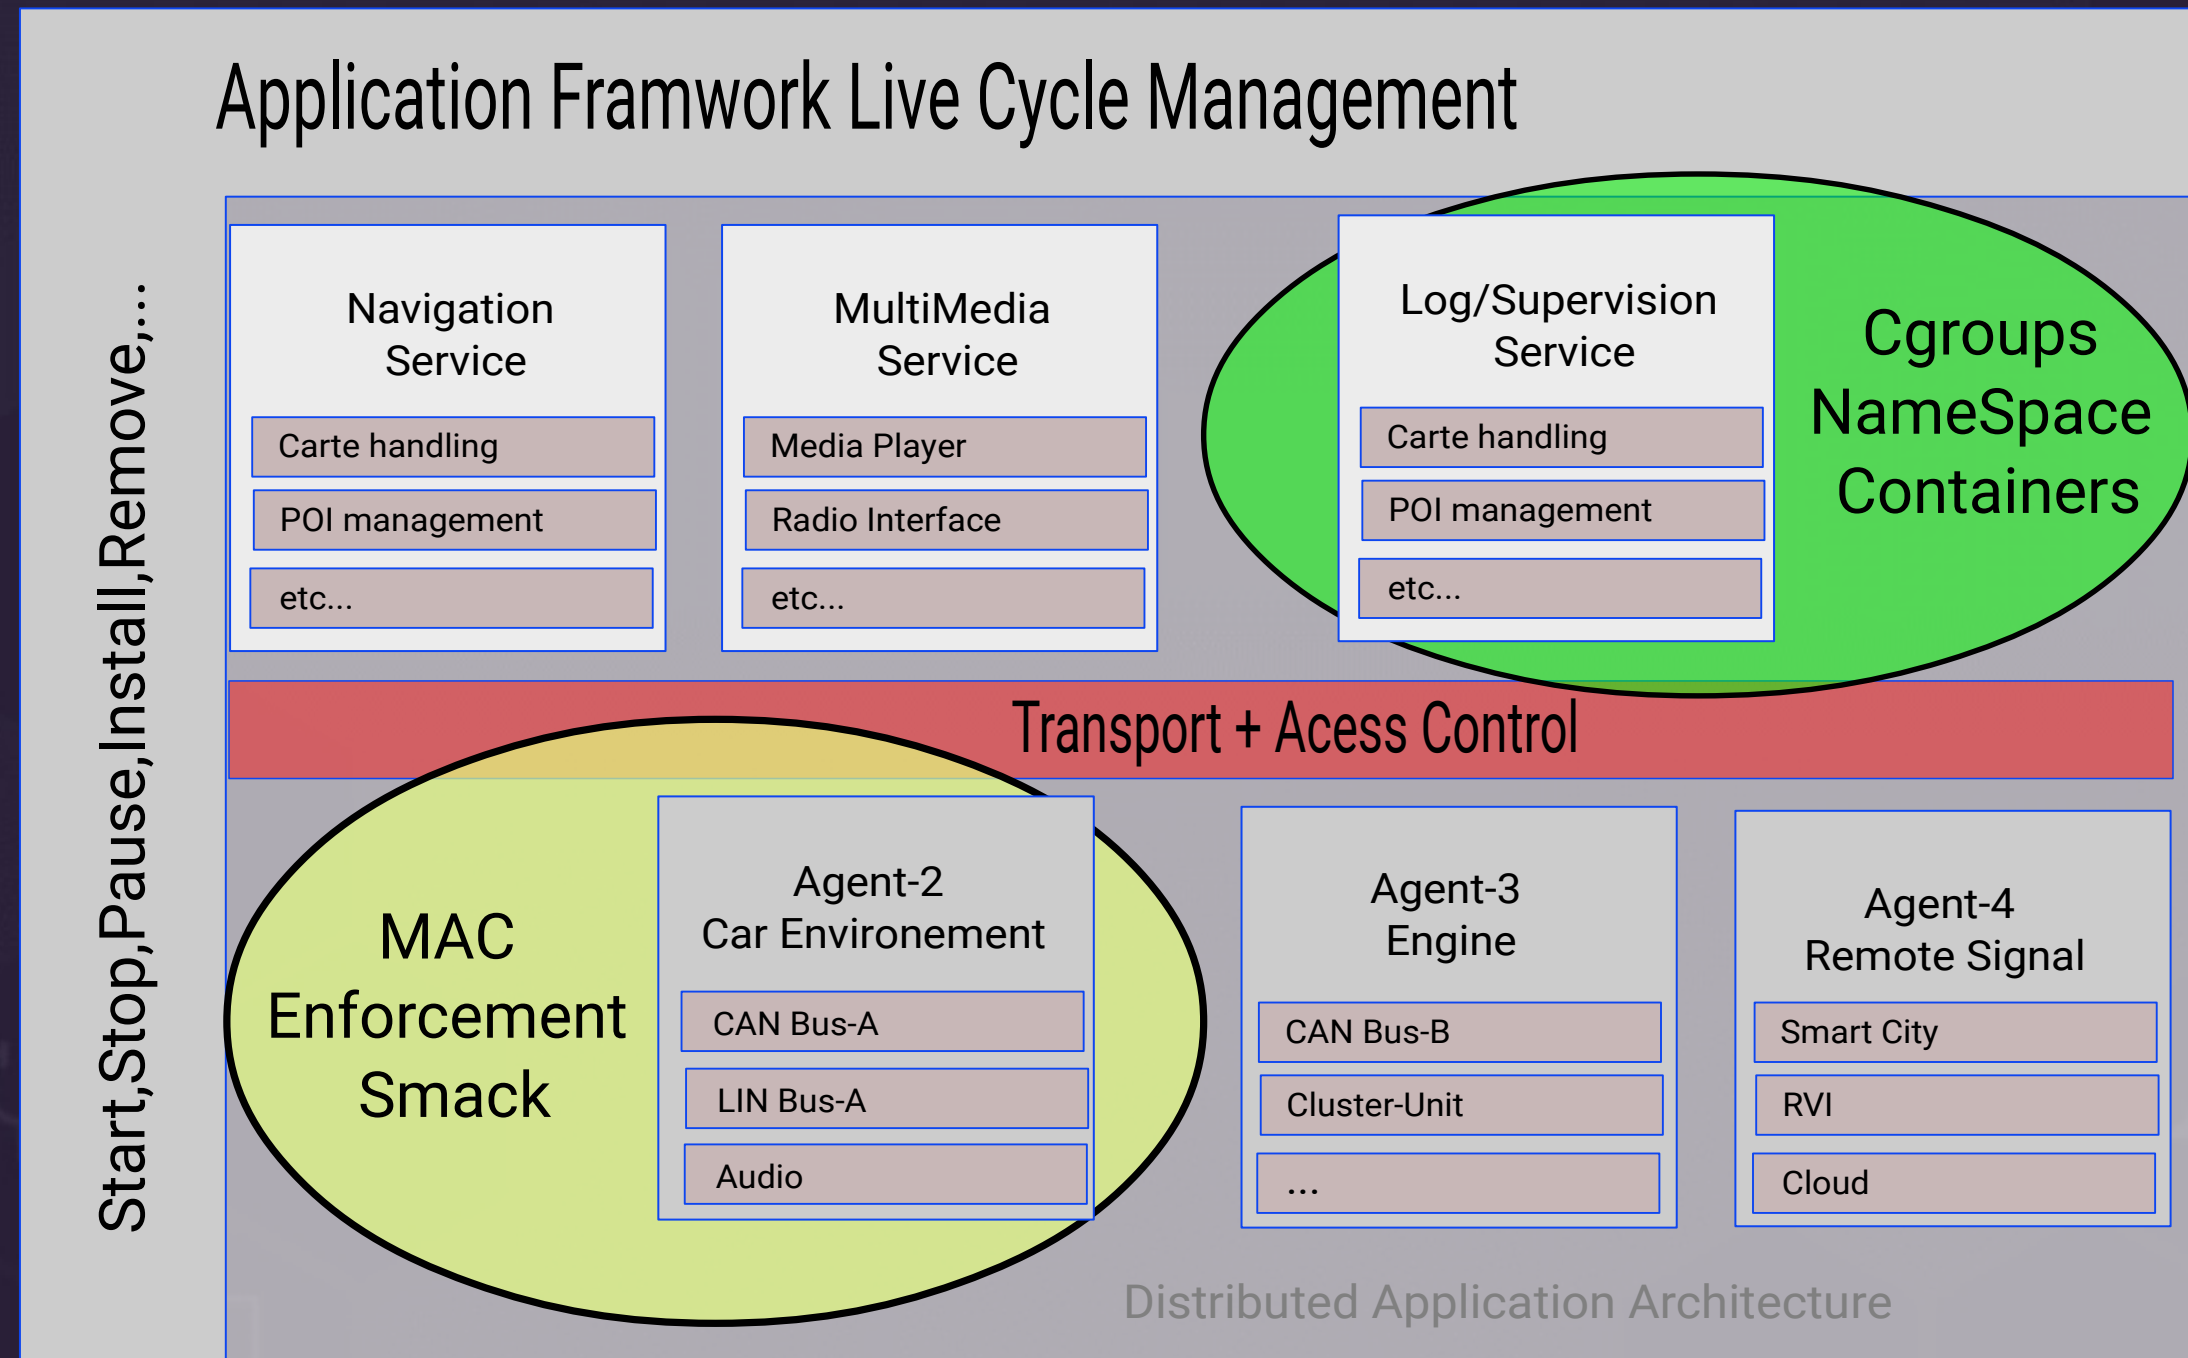 Application Framwork Live Cycle Management
Start,Stop,Pause,Install,Remove,...
Navigation
Service
Carte handling
POI management
etc...
MultiMedia
Service
Media Player
Radio Interface
etc...
Log/Supervision
Service
Carte handling
POI management
etc...
Cgroups
NameSpace
Containers
Transport + Acess Control
MAC
Enforcement
Smack
Agent-2
Car Environement
CAN Bus-A
LIN Bus-A
Audio
Agent-3
Engine
CAN Bus-B
Cluster-Unit
...
Agent-4
Remote Signal
Smart City
RVI
Cloud
Distributed Application Architecture